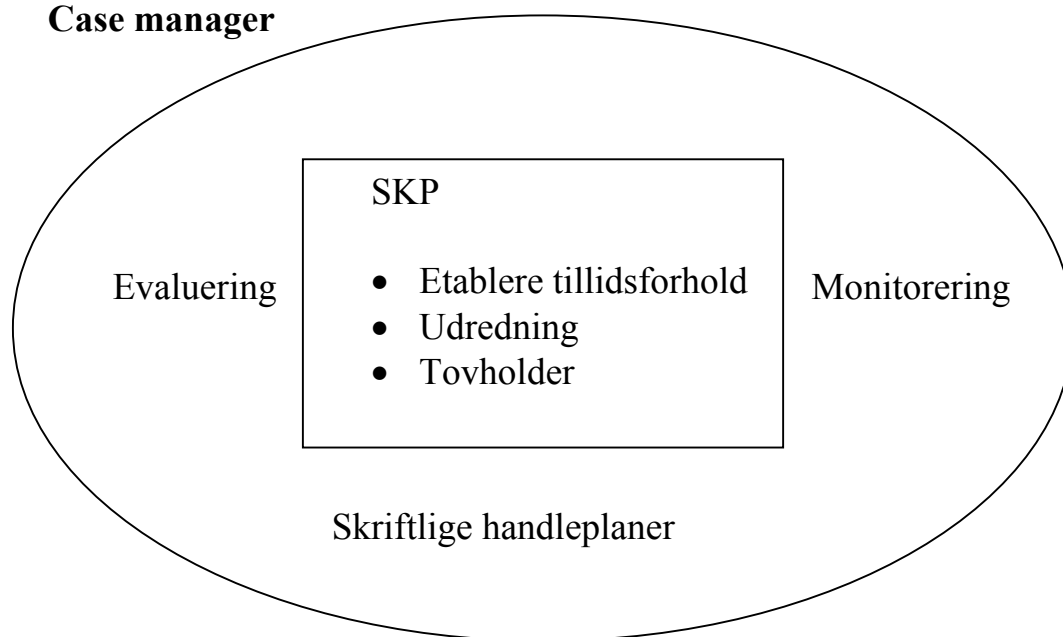 Case manager
SKP
Evaluering
• Etablere tillidsforhold
• Udredning
• Tovholder
Monitorering
Skriftlige handleplaner